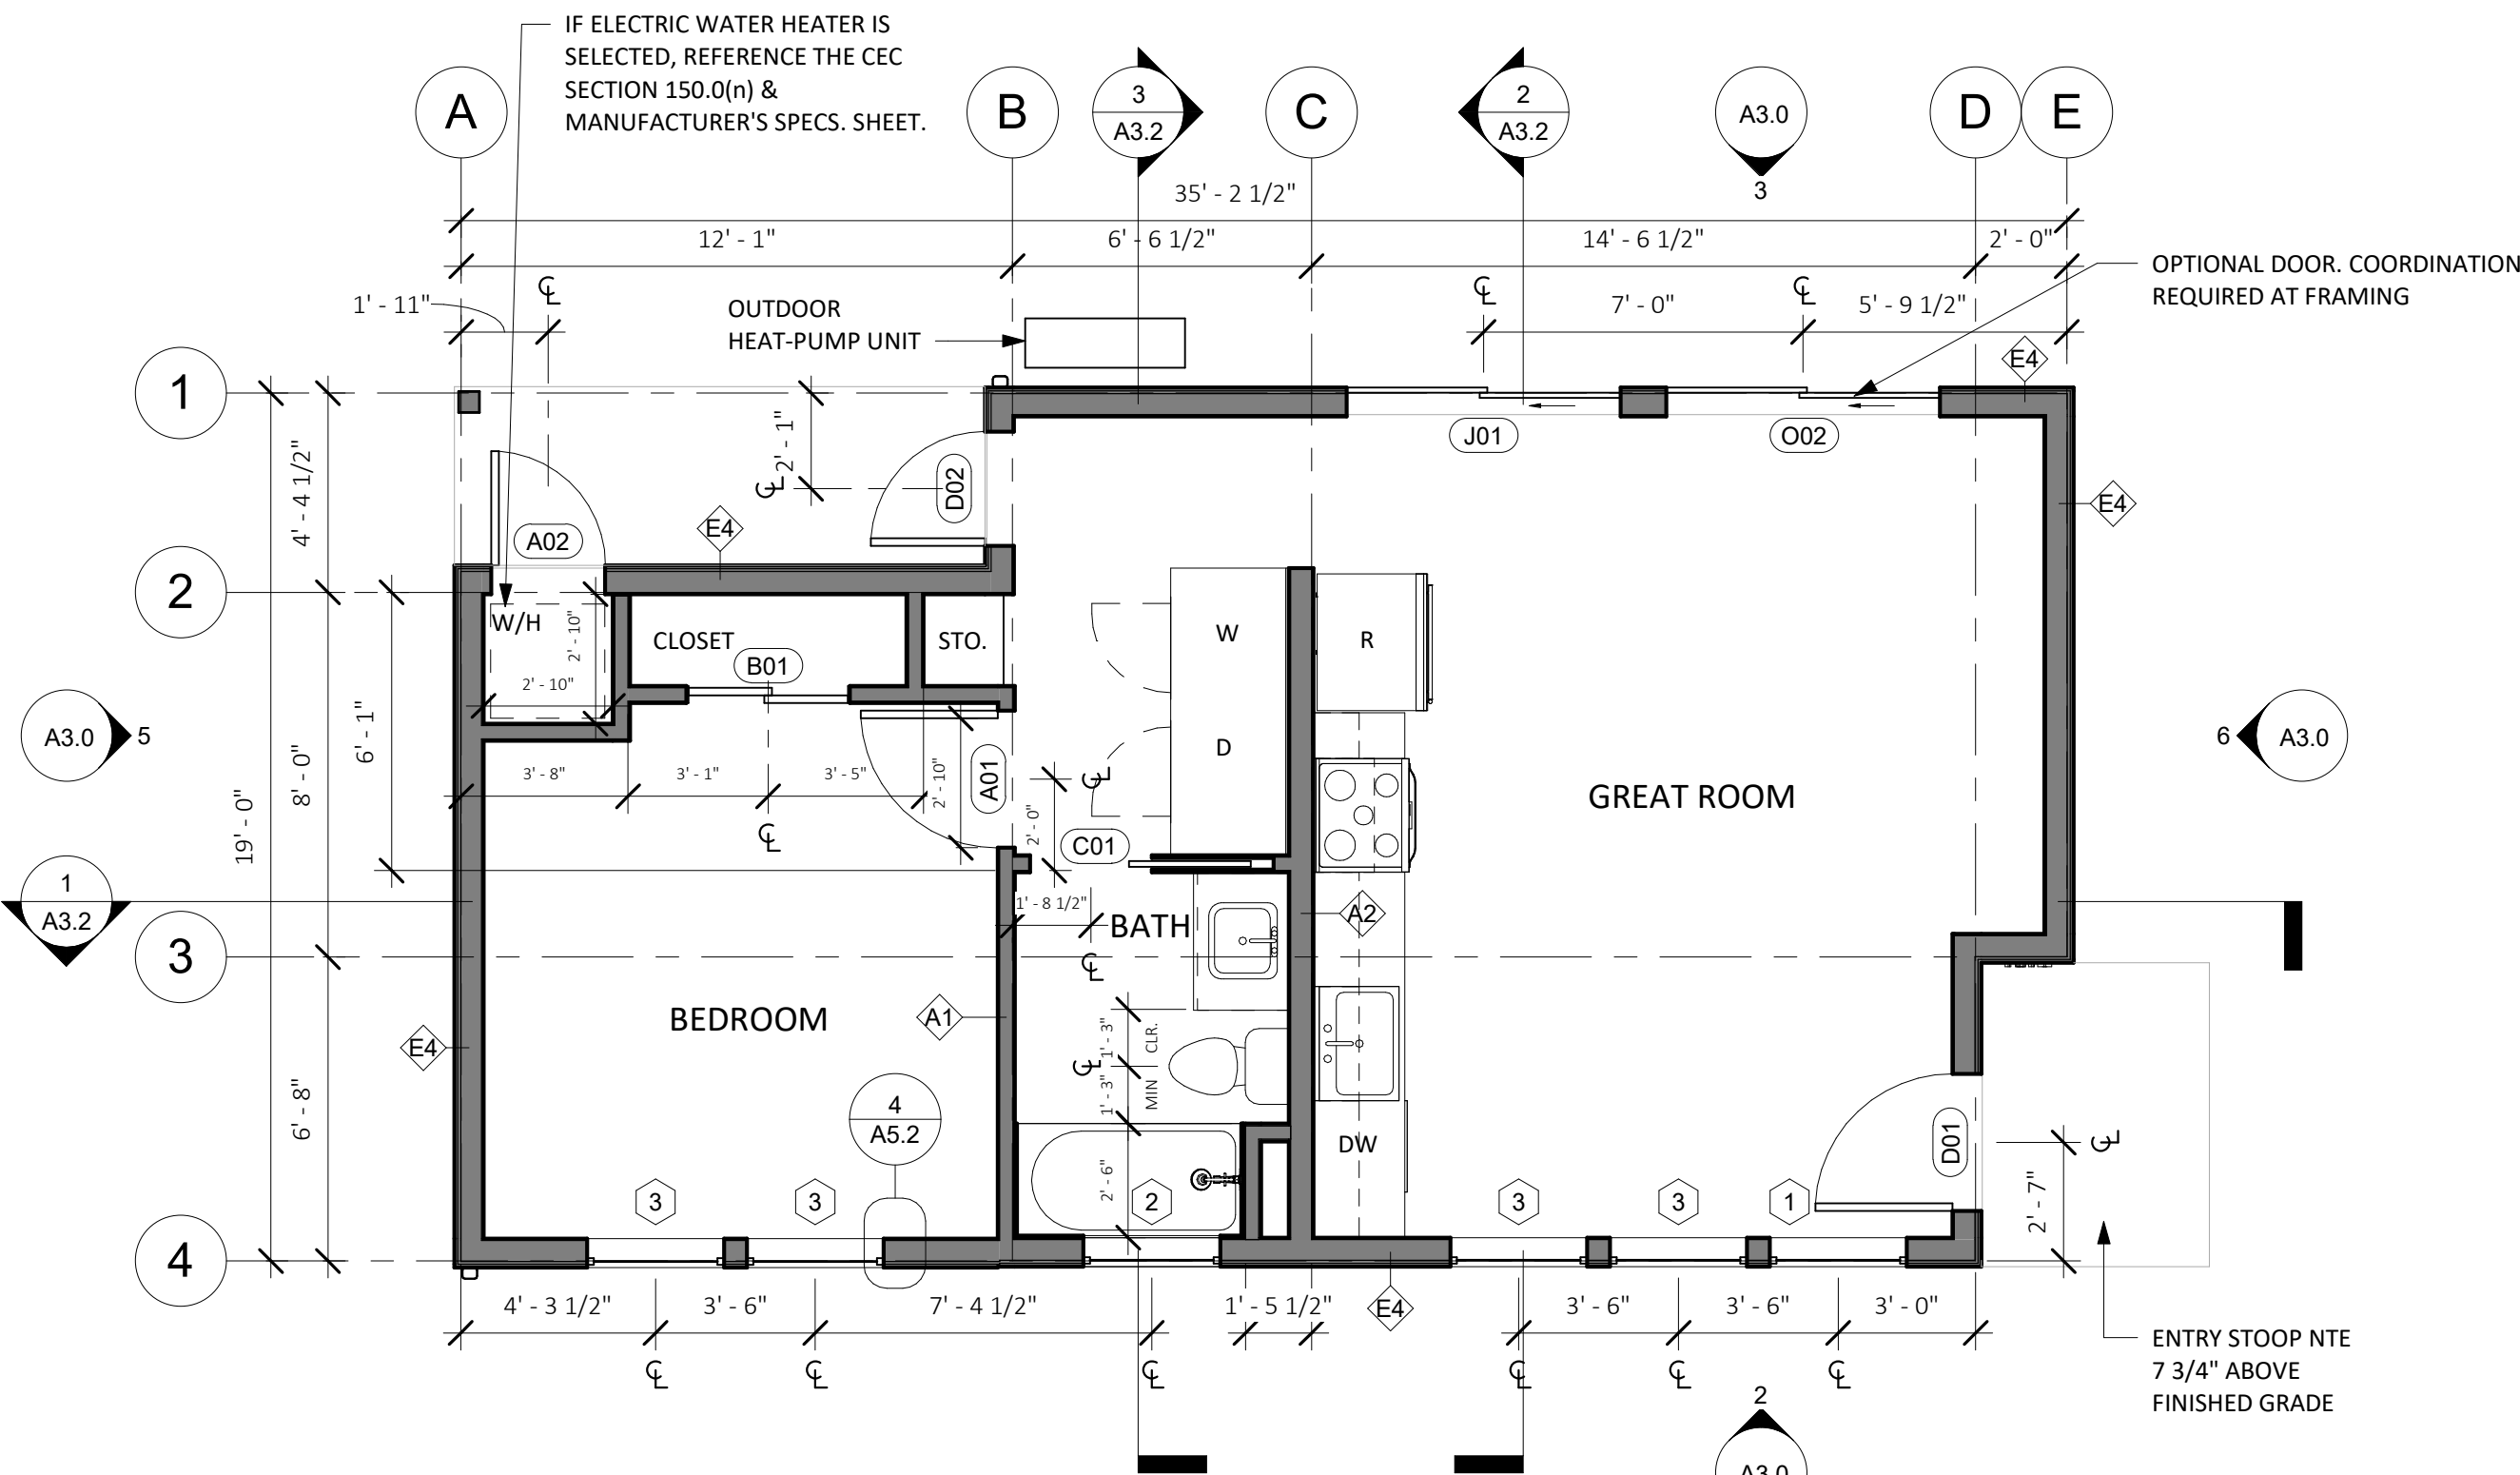 IF ELECTRIC WATER HEATER IS
SELECTED, REFERENCE THE CEC
SECTION 150.0(n) &
MANUFACTURER'S SPECS. SHEET.
A
B
3
A3.2
C
2
A3.2
A3.0
3
D
E
35' - 2 1/2"
12' - 1"
6' - 6 1/2"
14' - 6 1/2"
2' - 0"
OPTIONAL DOOR. COORDINATION
REQUIRED AT FRAMING
1' - 11"
OUTDOOR
HEAT-PUMP UNIT
7' - 0"
5' - 9 1/2"
E4
1
2' - 1"
J01
O02
4' - 4 1/2"
D02
E4
A02
E4
2
W/H
2' - 10"
2' - 10"
CLOSET
B01
STO.
W
R
6' - 1"
A3.0
5
D
6
A3.0
3' - 8"
3' - 1"
3' - 5"
2' - 10"
A01
GREAT ROOM
8' - 0"
19' - 0"
2' - 0"
C01
1
A3.2
1' - 8 1/2"
BATH
A2
3
BEDROOM
A1
E4
1' - 3"
CLR.
1' - 3"
MIN
4
A5.2
6' - 8"
DW
D01
2' - 6"
3
3
2
3
3
1
2' - 7"
4
4' - 3 1/2"
3' - 6"
7' - 4 1/2"
1' - 5 1/2"
E4
3' - 6"
3' - 6"
3' - 0"
ENTRY STOOP NTE
7 3/4" ABOVE
FINISHED GRADE
2
A3.0